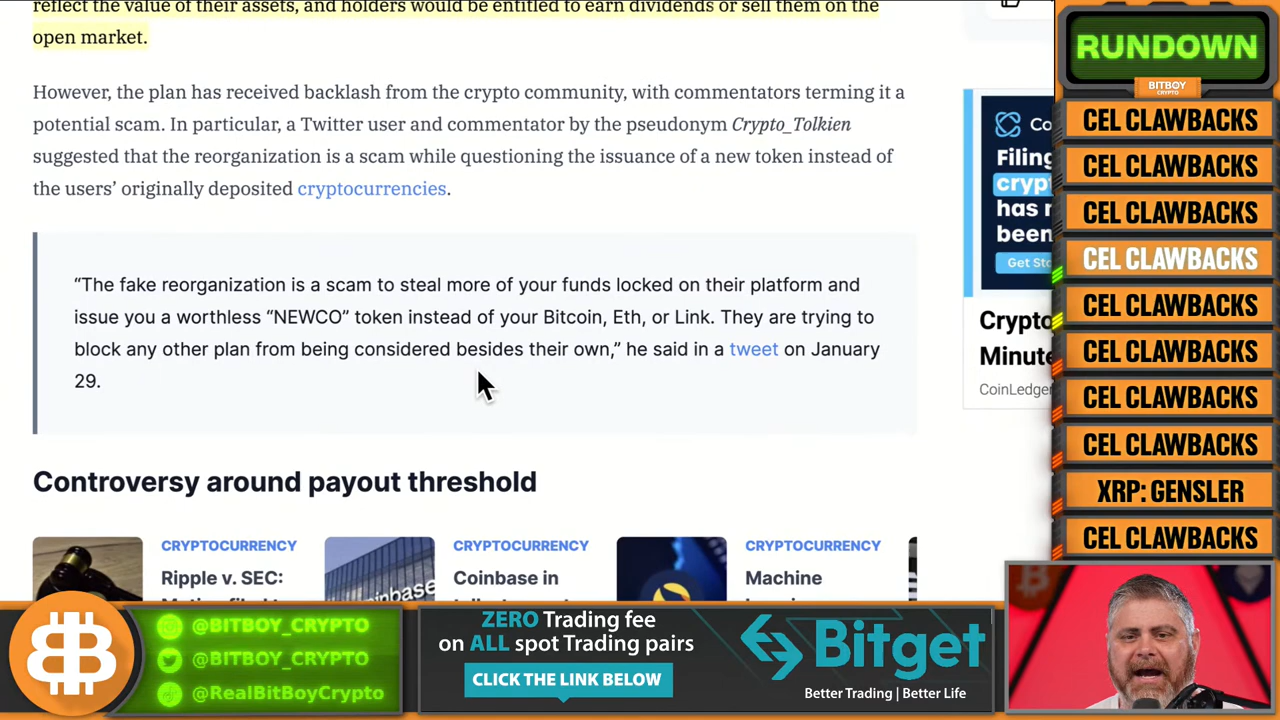 reflect the value of their assets, and holders would be entitled to earn dividends or sell them on the
open market.
However, the plan has received backlash from the crypto community, with commentators terming it a
potential scam. In particular, a Twitter user and commentator by the pseudonym Crypto_Tolkien
suggested that the reorganization is a scam while questioning the issuance of a new token instead of
the users’ originally deposited cryptocurrencies.
“The fake reorganization is a scam to steal more of your funds locked on their platform and
issue you a worthless “NEWCO” token instead of your Bitcoin, Eth, or Link. They are trying to
block any other plan from being considered besides their own,” he said in a tweet on January
29.
Controversy around payout threshold
CRYPTOCURRENCY
Ripple v. SEC:
CRYPTOCURRENCY
Coinbase in
CRYPTOCURRENCY
Machine
Co
Filing
cryp
has
been
Get Sta
Crypto
Minute
CoinLedger
RUNDOWN
BITBOY
CRYPTO
CEL CLAWBACKS
CEL CLAWBACKS
CEL CLAWBACKS
CEL CLAWBACKS
CEL CLAWBACKS
CEL CLAWBACKS
CEL CLAWBACKS
CEL CLAWBACKS
XRP: GENSLER
CEL CLAWBACKS
@BITBOY_CRYPTO
@BITBOY_CRYPTO
@RealBitBoyCrypto
ZERO Trading fee
on ALL spot Trading pairs
CLICK THE LINK BELOW
Bitget
Better Trading | Better Life